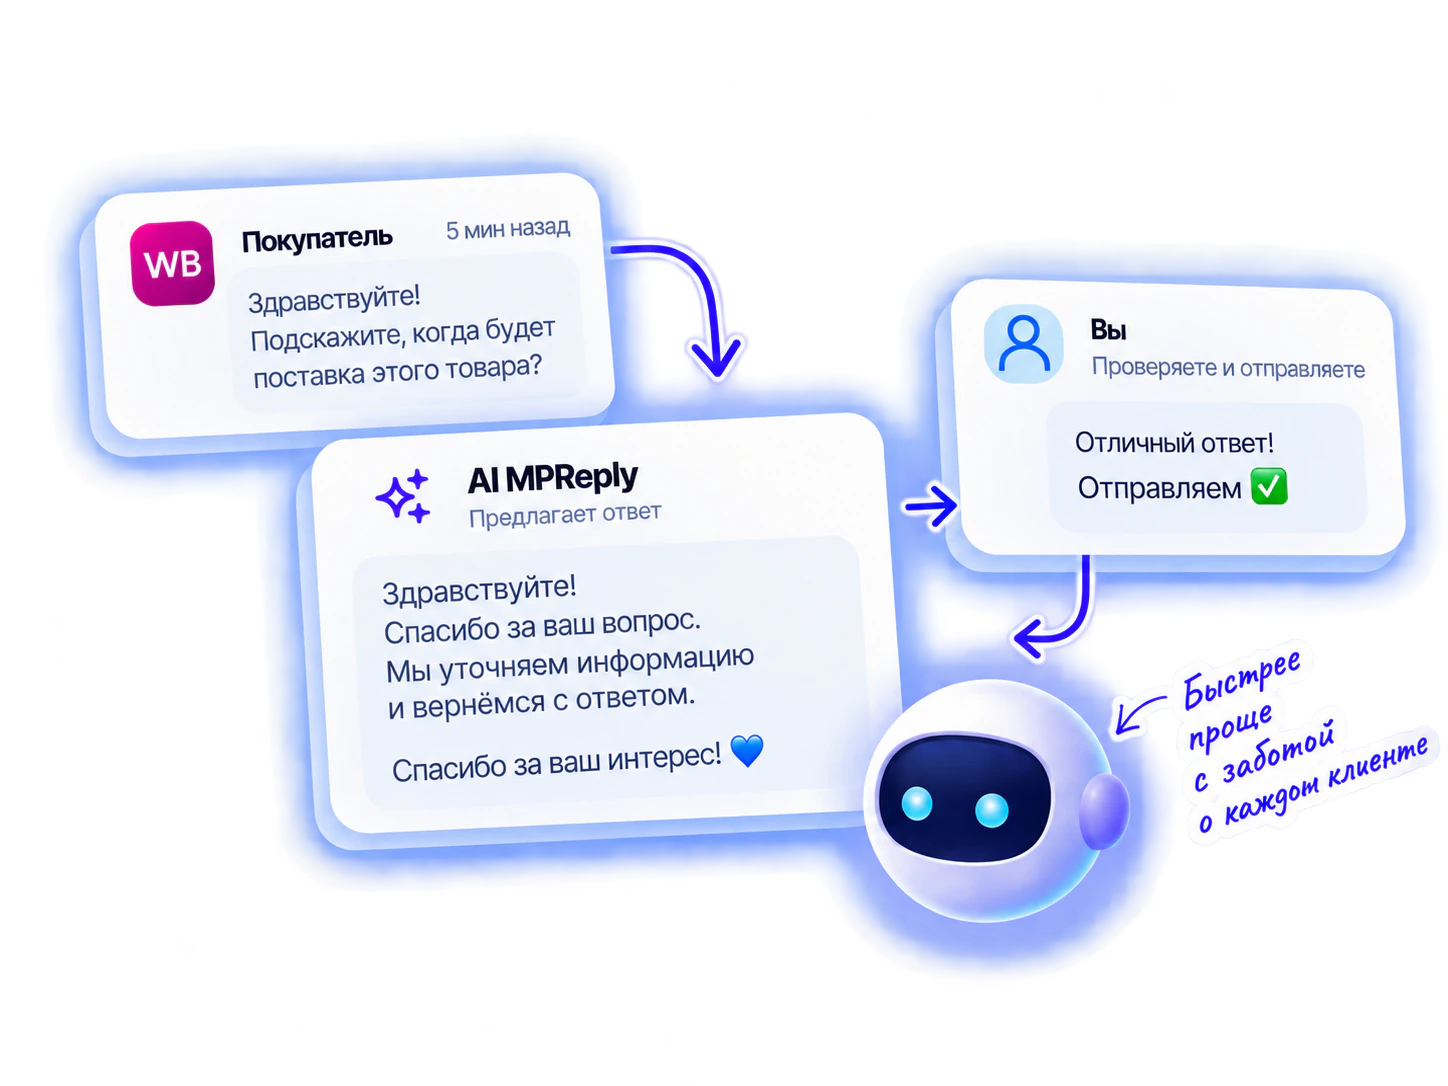 WB
Покупатель
5 мин назад
Здравствуйте!
Подскажите, когда будет
поставка этого товара?
AI MPReply
Предлагает ответ
Здравствуйте!
Спасибо за ваш вопрос.
Мы уточняем информацию
и вернёмся с ответом.
Спасибо за ваш интерес! 💙
Вы
Проверяете и отправляете
Отличный ответ!
Отправляем ✅
Быстрее
проще
с заботой
о каждом клиенте